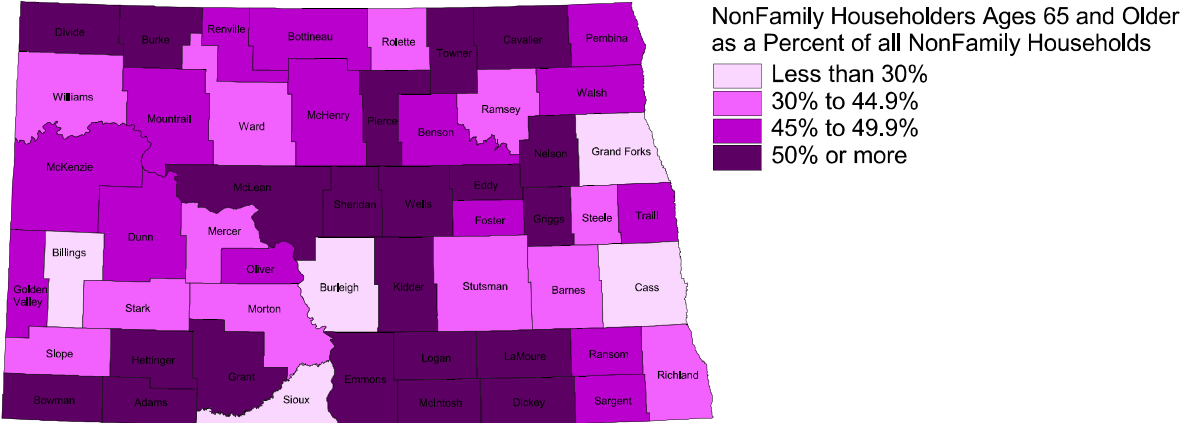 NonFamily Householders Ages 65 and Older
as a Percent of all NonFamily Households
Less than 30%
30% to 44.9%
45% to 49.9%
50% or more
Divide
Burke
Renville
Bottineau
Rolette
Towner
Cavalier
Pembina
Williams
Mountrail
Ward
McHenry
Pierce
Benson
Ramsey
Walsh
McKenzie
McLean
Sheridan
Wells
Eddy
Nelson
Grand Forks
Dunn
Mercer
Oliver
Foster
Griggs
Steele
Traill
Golden
Valley
Billings
Stark
Morton
Burleigh
Kidder
Stutsman
Barnes
Cass
Slope
Hettinger
Grant
Emmons
Logan
LaMoure
Ransom
Richland
Bowman
Adams
Sioux
McIntosh
Dickey
Sargent